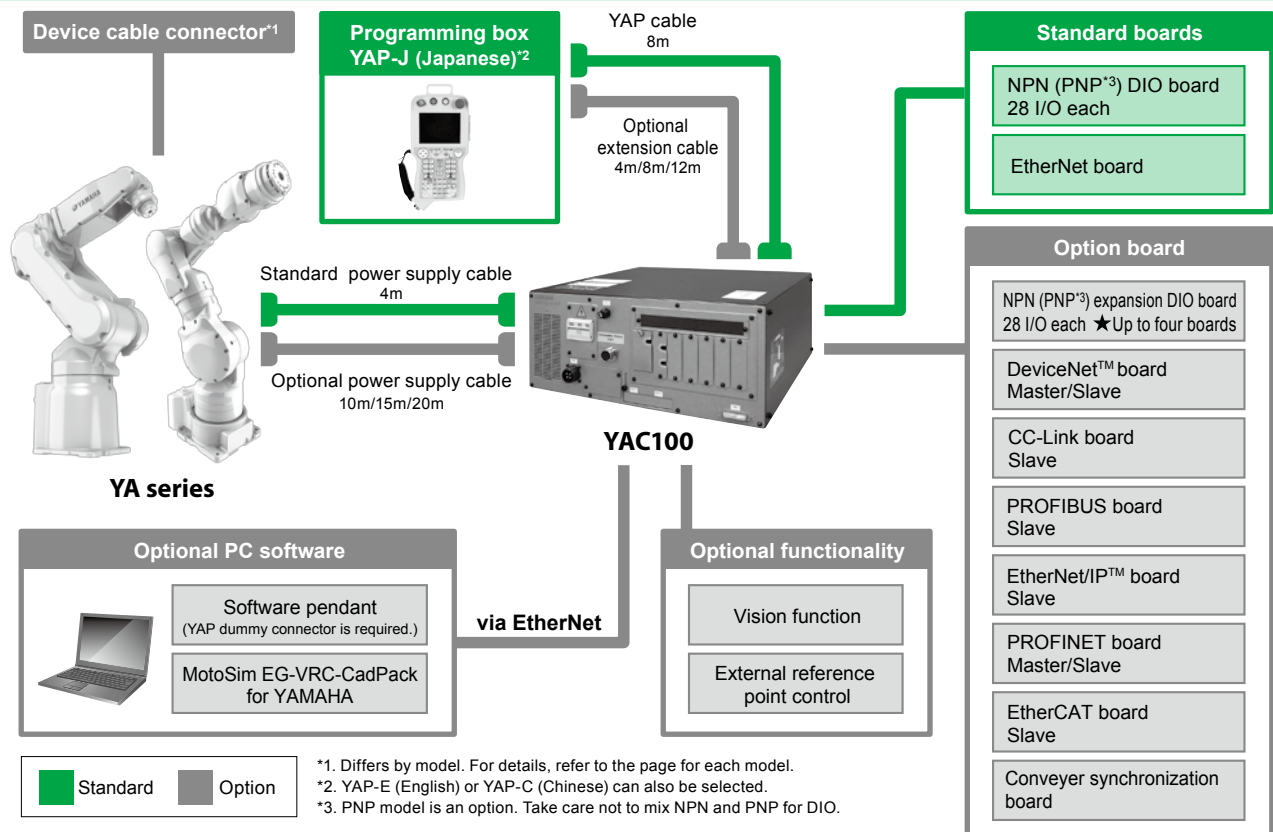 Device cable connector*1
Programming box
YAP-J (Japanese)*2
YAP cable
8m
Optional
extension cable
4m/8m/12m
Standard boards
NPN (PNP*3) DIO board
28 I/O each
EtherNet board
YAMAHA
Standard power supply cable
4m
Optional power supply cable
10m/15m/20m
YA series
YAC100
Option board
NPN (PNP*3) expansion DIO board
28 I/O each ★Up to four boards
DeviceNet™ board
Master/Slave
CC-Link board
Slave
PROFIBUS board
Slave
EtherNet/IP™ board
Slave
PROFINET board
Master/Slave
EtherCAT board
Slave
Conveyer synchronization
board
Optional PC software
Software pendant
(YAP dummy connector is required.)
MotoSim EG-VRC-CadPack
for YAMAHA
via EtherNet
Optional functionality
Vision function
External reference
point control
Standard
Option
*1. Differs by model. For details, refer to the page for each model.
*2. YAP-E (English) or YAP-C (Chinese) can also be selected.
*3. PNP model is an option. Take care not to mix NPN and PNP for DIO.